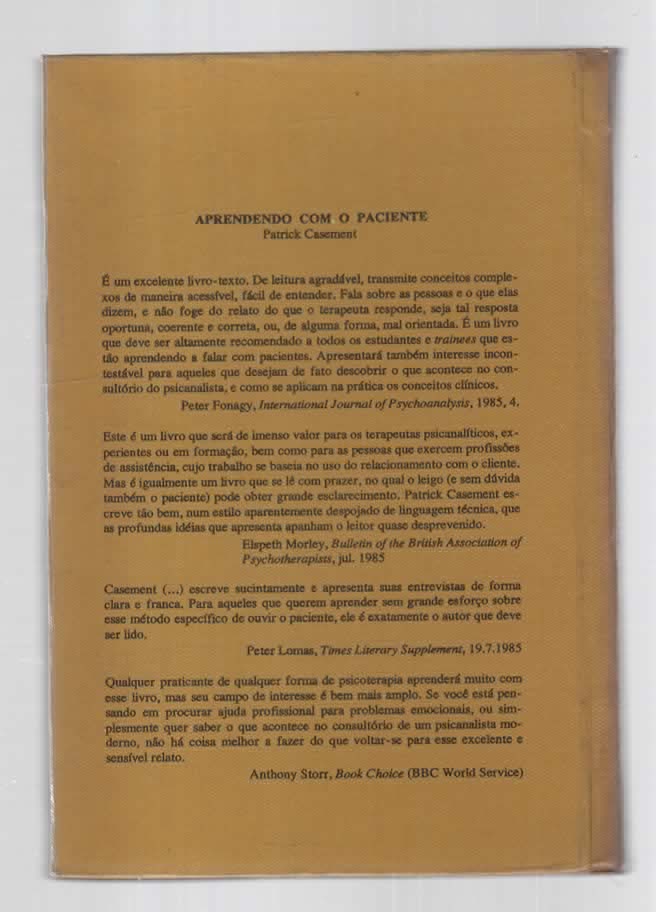 APRENDENDO COM O PACIENTE
Patrick Casement
É um excelente livro-texto. De leitura agradável, transmite conceitos comple-
xos de maneira acessível, fácil de entender. Fala sobre as pessoas e o que elas
dizem, e não foge do relato do que o terapeuta responde, seja tal resposta
oportuna, coerente e correta, ou, de alguma forma, mal orientada. É um livro
que deve ser altamente recomendado a todos os estudantes e trainees que es-
tão aprendendo a falar com pacientes. Apresentará também interesse incon-
testável para aqueles que desejam de fato descobrir o que acontece no con-
sultório do psicanalista, e como se aplicam na prática os conceitos clínicos.
Peter Fonagy, International Journal of Psychoanalysis, 1985, 4.
Este é um livro que será de imenso valor para os terapeutas psicanalíticos, ex-
perientes ou em formação, bem como para as pessoas que exercem profissões
de assistência, cujo trabalho se baseia no uso do relacionamento com o cliente.
Mas é igualmente um livro que se lê com prazer, no qual o leigo (e sem dúvida
também o paciente) pode obter grande esclarecimento. Patrick Casement es-
creve tão bem, num estilo aparentemente despojado de linguagem técnica, que
as profundas idéias que apresenta apanham o leitor quase desprevenido.
Elspeth Morley, Bulletin of the British Association of
Psychotherapists, jul. 1985
Casement (...) escreve sucintamente e apresenta suas entrevistas de forma
clara e franca. Para aqueles que querem aprender sem grande esforço sobre
esse método específico de ouvir o paciente, ele é exatamente o autor que deve
ser lido.
Peter Lomas, Times Literary Supplement, 19.7.1985
Qualquer praticante de qualquer forma de psicoterapia aprenderá muito com
esse livro, mas seu campo de interesse é bem mais amplo. Se você está pen-
sando em procurar ajuda profissional para problemas emocionais, ou sim-
plesmente quer saber o que acontece no consultório de um psicanalista mo-
derno, não há coisa melhor a fazer do que voltar-se para esse excelente e
sensível relato.
Anthony Storr, Book Choice (BBC World Service)